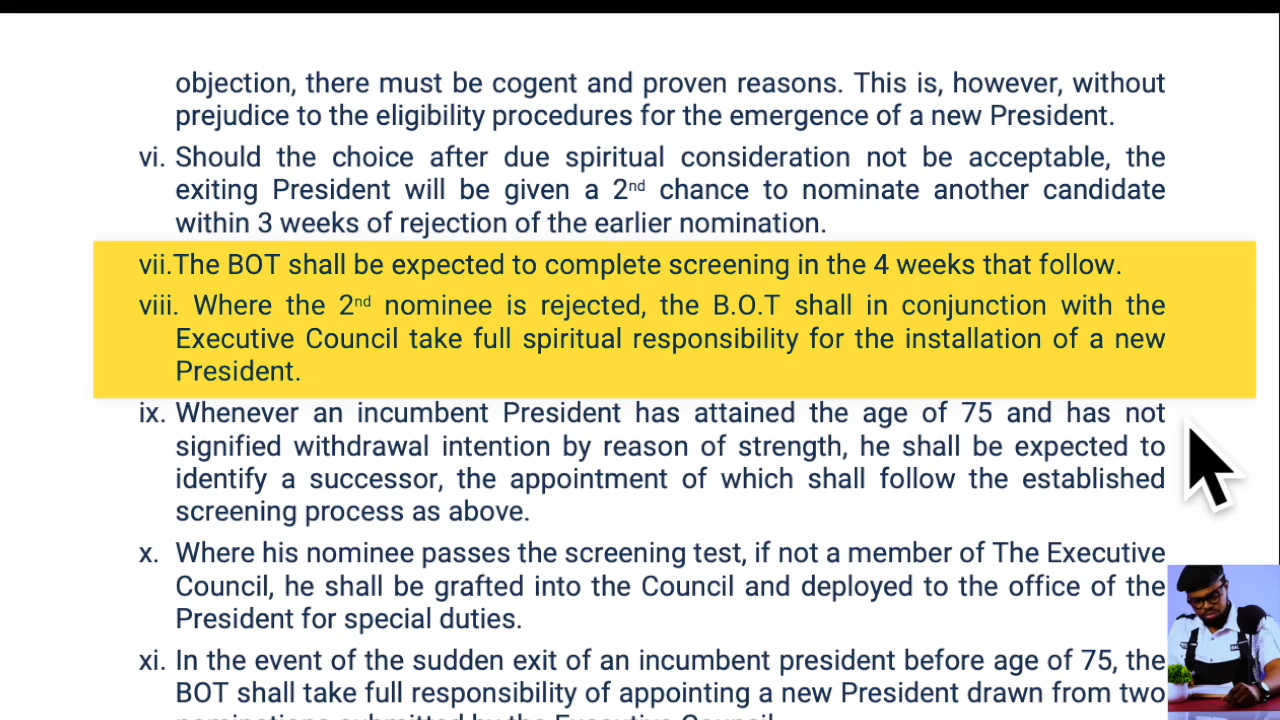 objection, there must be cogent and proven reasons. This is, however, without
prejudice to the eligibility procedures for the emergence of a new President.
vi. Should the choice after due spiritual consideration not be acceptable, the
exiting President will be given a 2nd chance to nominate another candidate
within 3 weeks of rejection of the earlier nomination.
vii.The BOT shall be expected to complete screening in the 4 weeks that follow.
viii. Where the 2nd nominee is rejected, the B.O.T shall in conjunction with the
Executive Council take full spiritual responsibility for the installation of a new
President.
ix. Whenever an incumbent President has attained the age of 75 and has not
signified withdrawal intention by reason of strength, he shall be expected to
identify a successor, the appointment of which shall follow the established
screening process as above.
x. Where his nominee passes the screening test, if not a member of The Executive
Council, he shall be grafted into the Council and deployed to the office of the
President for special duties.
xi. In the event of the sudden exit of an incumbent president before age of 75, the
BOT shall take full responsibility of appointing a new President drawn from two
nominations submitted by the Executive Council